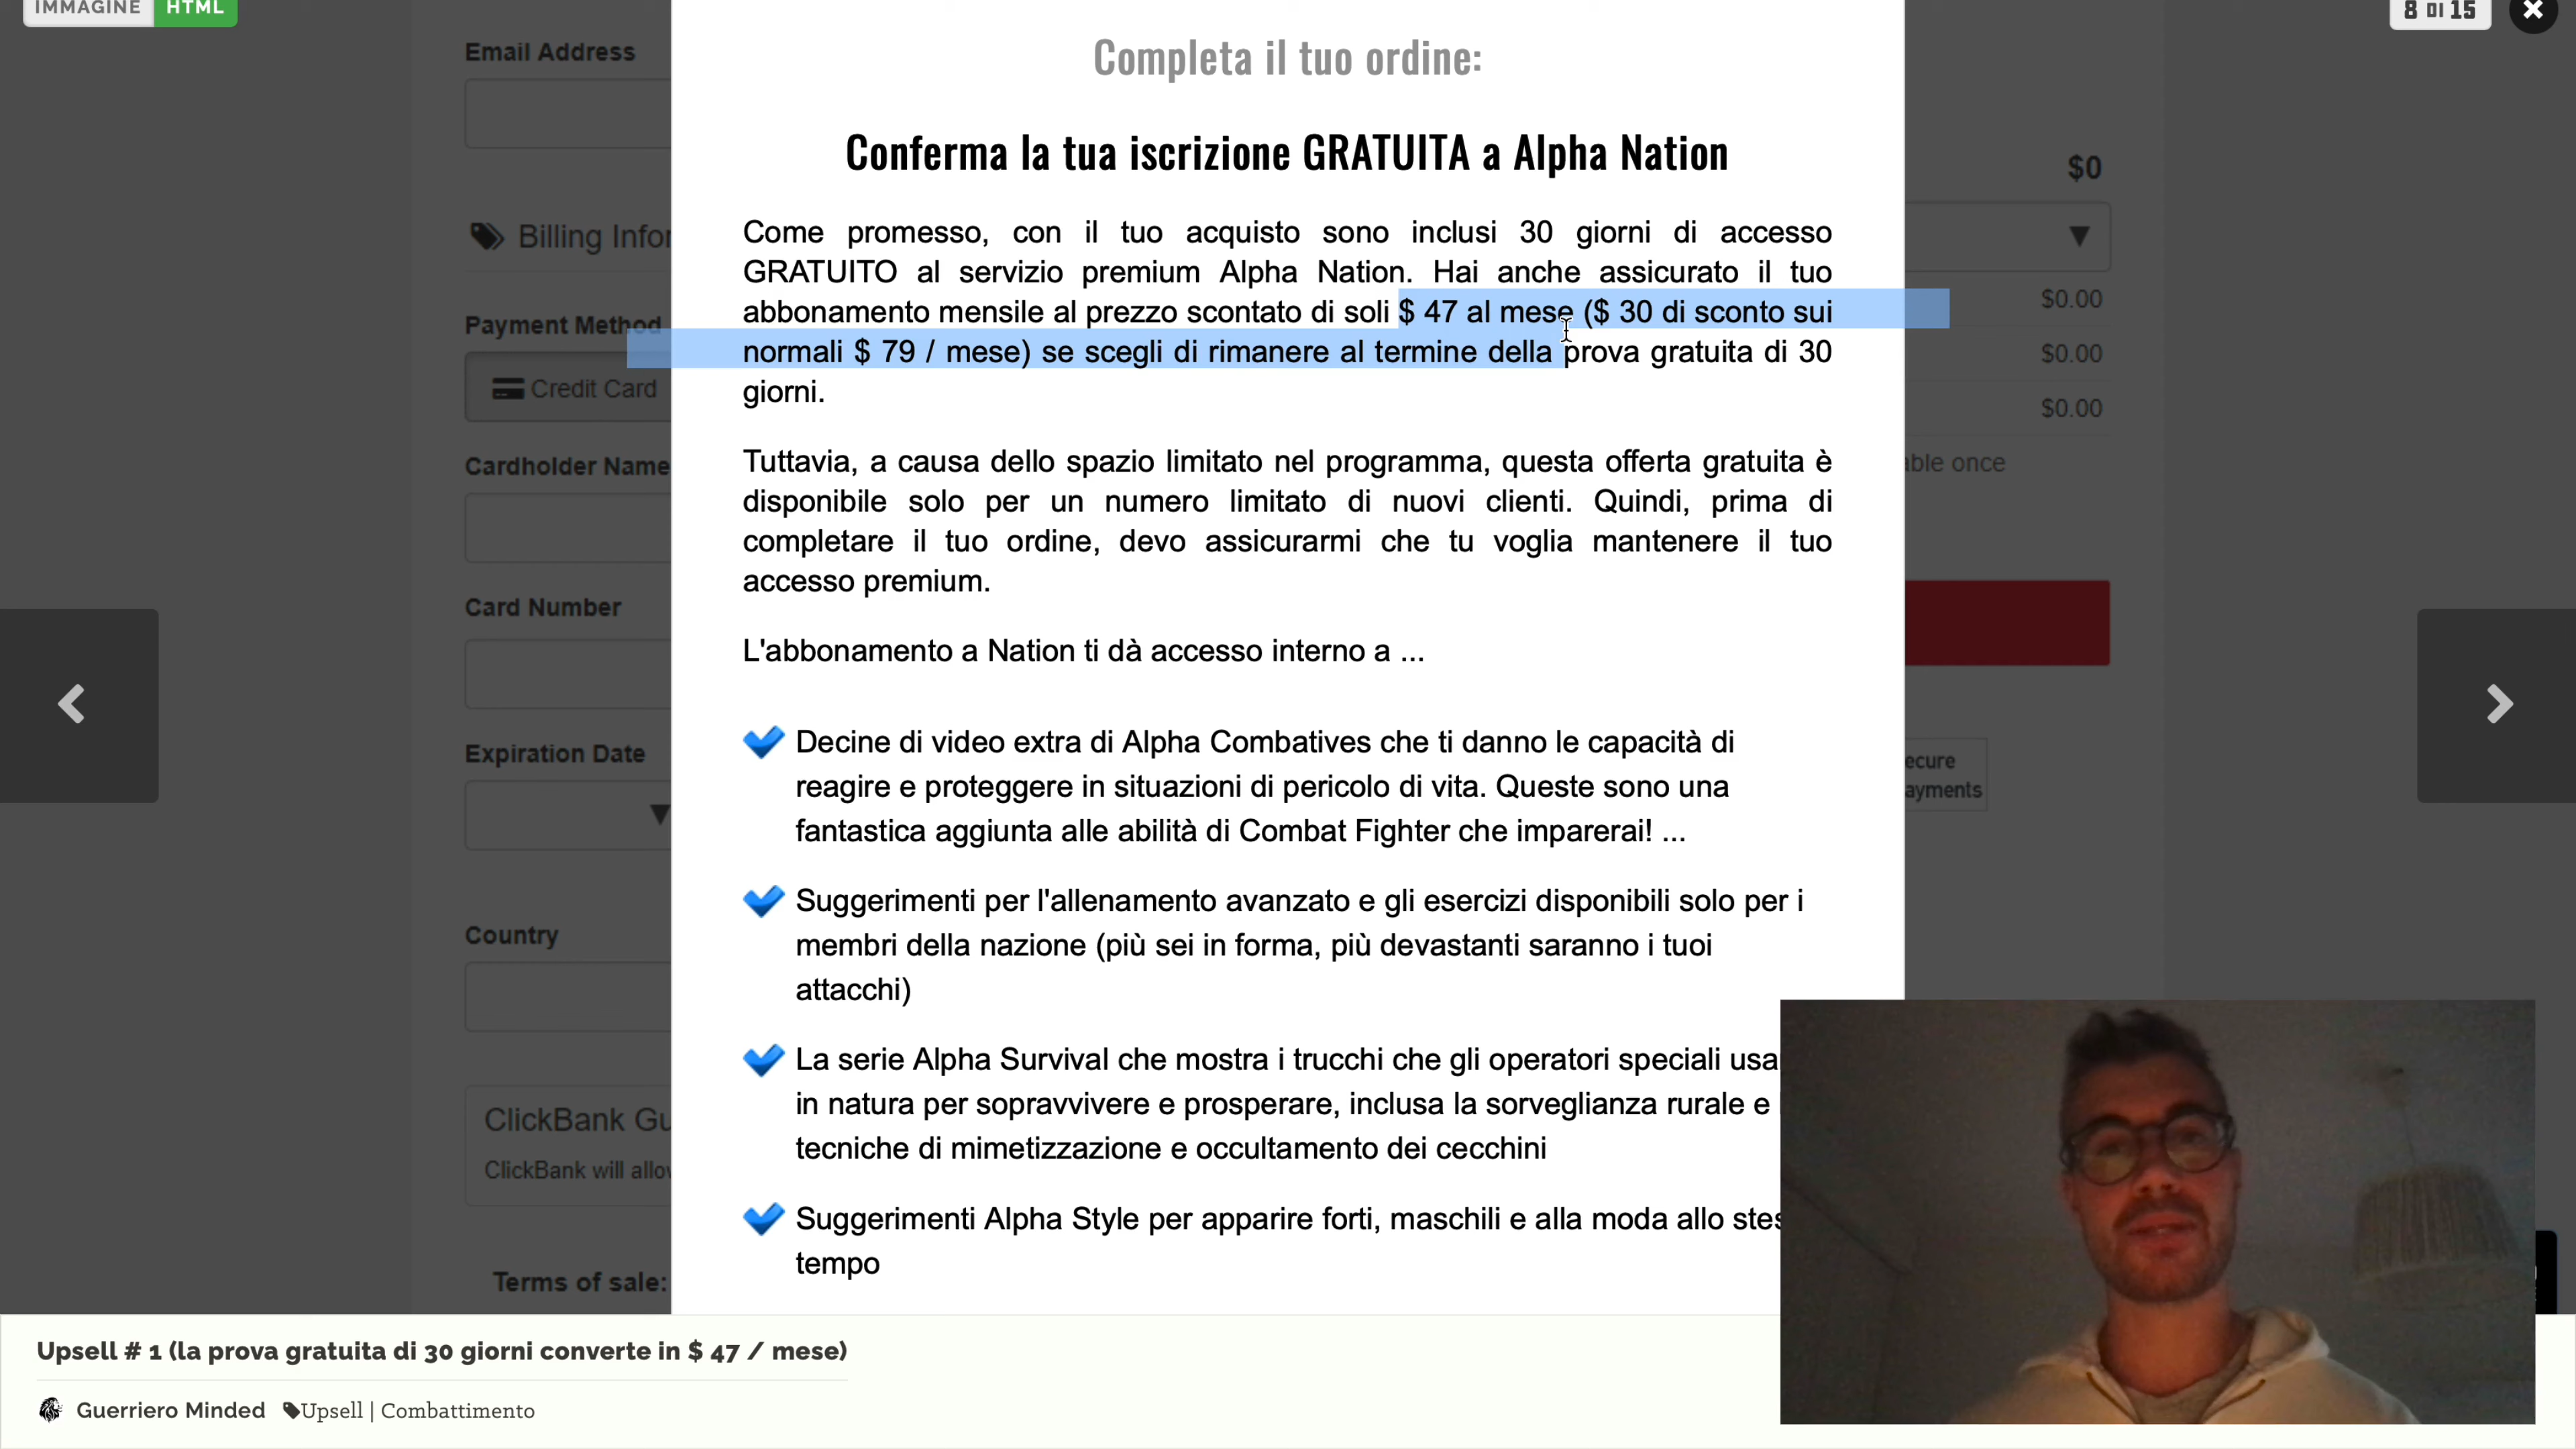 IMMAGINE HTML
8 DI 15
Email Address
Completa il tuo ordine:
Conferma la tua iscrizione GRATUITA a Alpha Nation
$0
Billing
Come promesso, con il tuo acquisto sono inclusi 30 giorni di accesso
GRATUITO al servizio premium Alpha Nation. Hai anche assicurato il tuo
abbonamento mensile al prezzo scontato di soli $ 47 al mese ($ 30 di sconto sui
normali $ 79 / mese) se scegli di rimanere al termine della prova gratuita di 30
giorni.
$0.00
$0.00
$0.00
Payment Method
Credit Card
Tuttavia, a causa dello spazio limitato nel programma, questa offerta gratuita è
disponibile solo per un numero limitato di nuovi clienti. Quindi, prima di
completare il tuo ordine, devo assicurarmi che tu voglia mantenere il tuo
accesso premium.
once
Cardholder Name
Card Number
L'abbonamento a Nation ti dà accesso interno a ...
Expiration Date
Decine di video extra di Alpha Combatives che ti danno le capacità di
reagire e proteggere in situazioni di pericolo di vita. Queste sono una
fantastica aggiunta alle abilità di Combat Fighter che imparerai! ...
Country
Suggerimenti per l'allenamento avanzato e gli esercizi disponibili solo per i
membri della nazione (più sei in forma, più devastanti saranno i tuoi
attacchi)
ClickBank
ClickBank will
La serie Alpha Survival che mostra i trucchi che gli operatori speciali
in natura per sopravvivere e prosperare, inclusa la sorveglianza rurale e
tecniche di mimetizzazione e occultamento dei cecchini
Suggerimenti Alpha Style per apparire forti, maschili e alla moda allo
tempo
Terms of sale:
Upsell # 1 (la prova gratuita di 30 giorni converte in $ 47 / mese)
Guerriero Minded Upsell | Combattimento